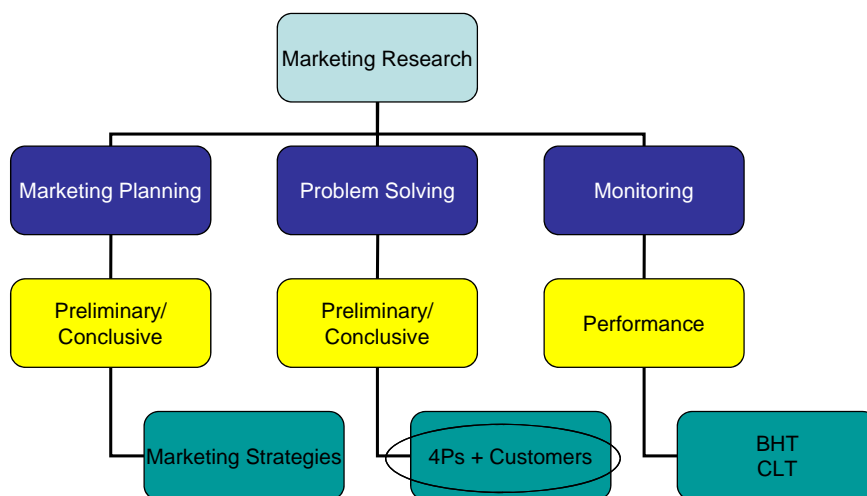 Marketing Research
Marketing Planning
Problem Solving
Monitoring
Preliminary/
Conclusive
Preliminary/
Conclusive
Performance
Marketing Strategies
4Ps + Customers
BHT
CLT